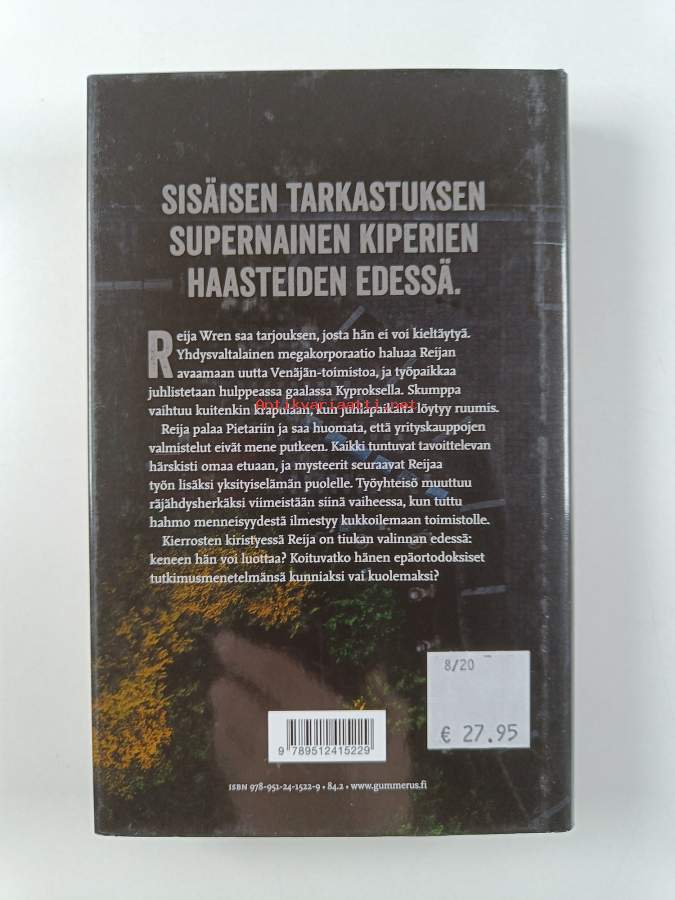 SISÄISEN TARKASTUKSEN
SUPERNAINEN KIPERIEN
HAASTEIDEN EDESSÄ.
Reija Wren saa tarjouksen, josta hän ei voi kieltäytyä.
Yhdysvaltalainen megakorporaatio haluaa Reijan
avaamaan uutta Venäjän-toimistoa, ja työpaikkaa
juhlistetaan hulppeassa gaalassa Kyproksella. Skumppa
vaihtuu kuitenkin krapulaan, kun juhlapaikalta löytyy ruumis.
Antikvariaatti.net
Reija palaa Pietariin ja saa huomata, että yrityskauppojen
valmistelut eivät mene putkeen. Kaikki tuntuvat tavoittelevan
härskisti omaa etuaan, ja mysteerit seuraavat Reijaa
työn lisäksi yksityiselämän puolelle. Työyhteisö muuttuu
räjähdysherkäksi viimeistään siinä vaiheessa, kun tuttu
hahmo menneisyydestä ilmestyy kukkoilemaan toimistolle.
Kierrosten kiristyessä Reija on tiukan valinnan edessä:
keneen hän voi luottaa? Koituvatko hänen epäortodoksiset
tutkimusmenetelmänsä kunniaksi vai kuolemaksi?
8/20
€ 27.95
9 789512 415229
ISBN 978-951-24-1522-9 • 84.2 • www.gummerus.fi